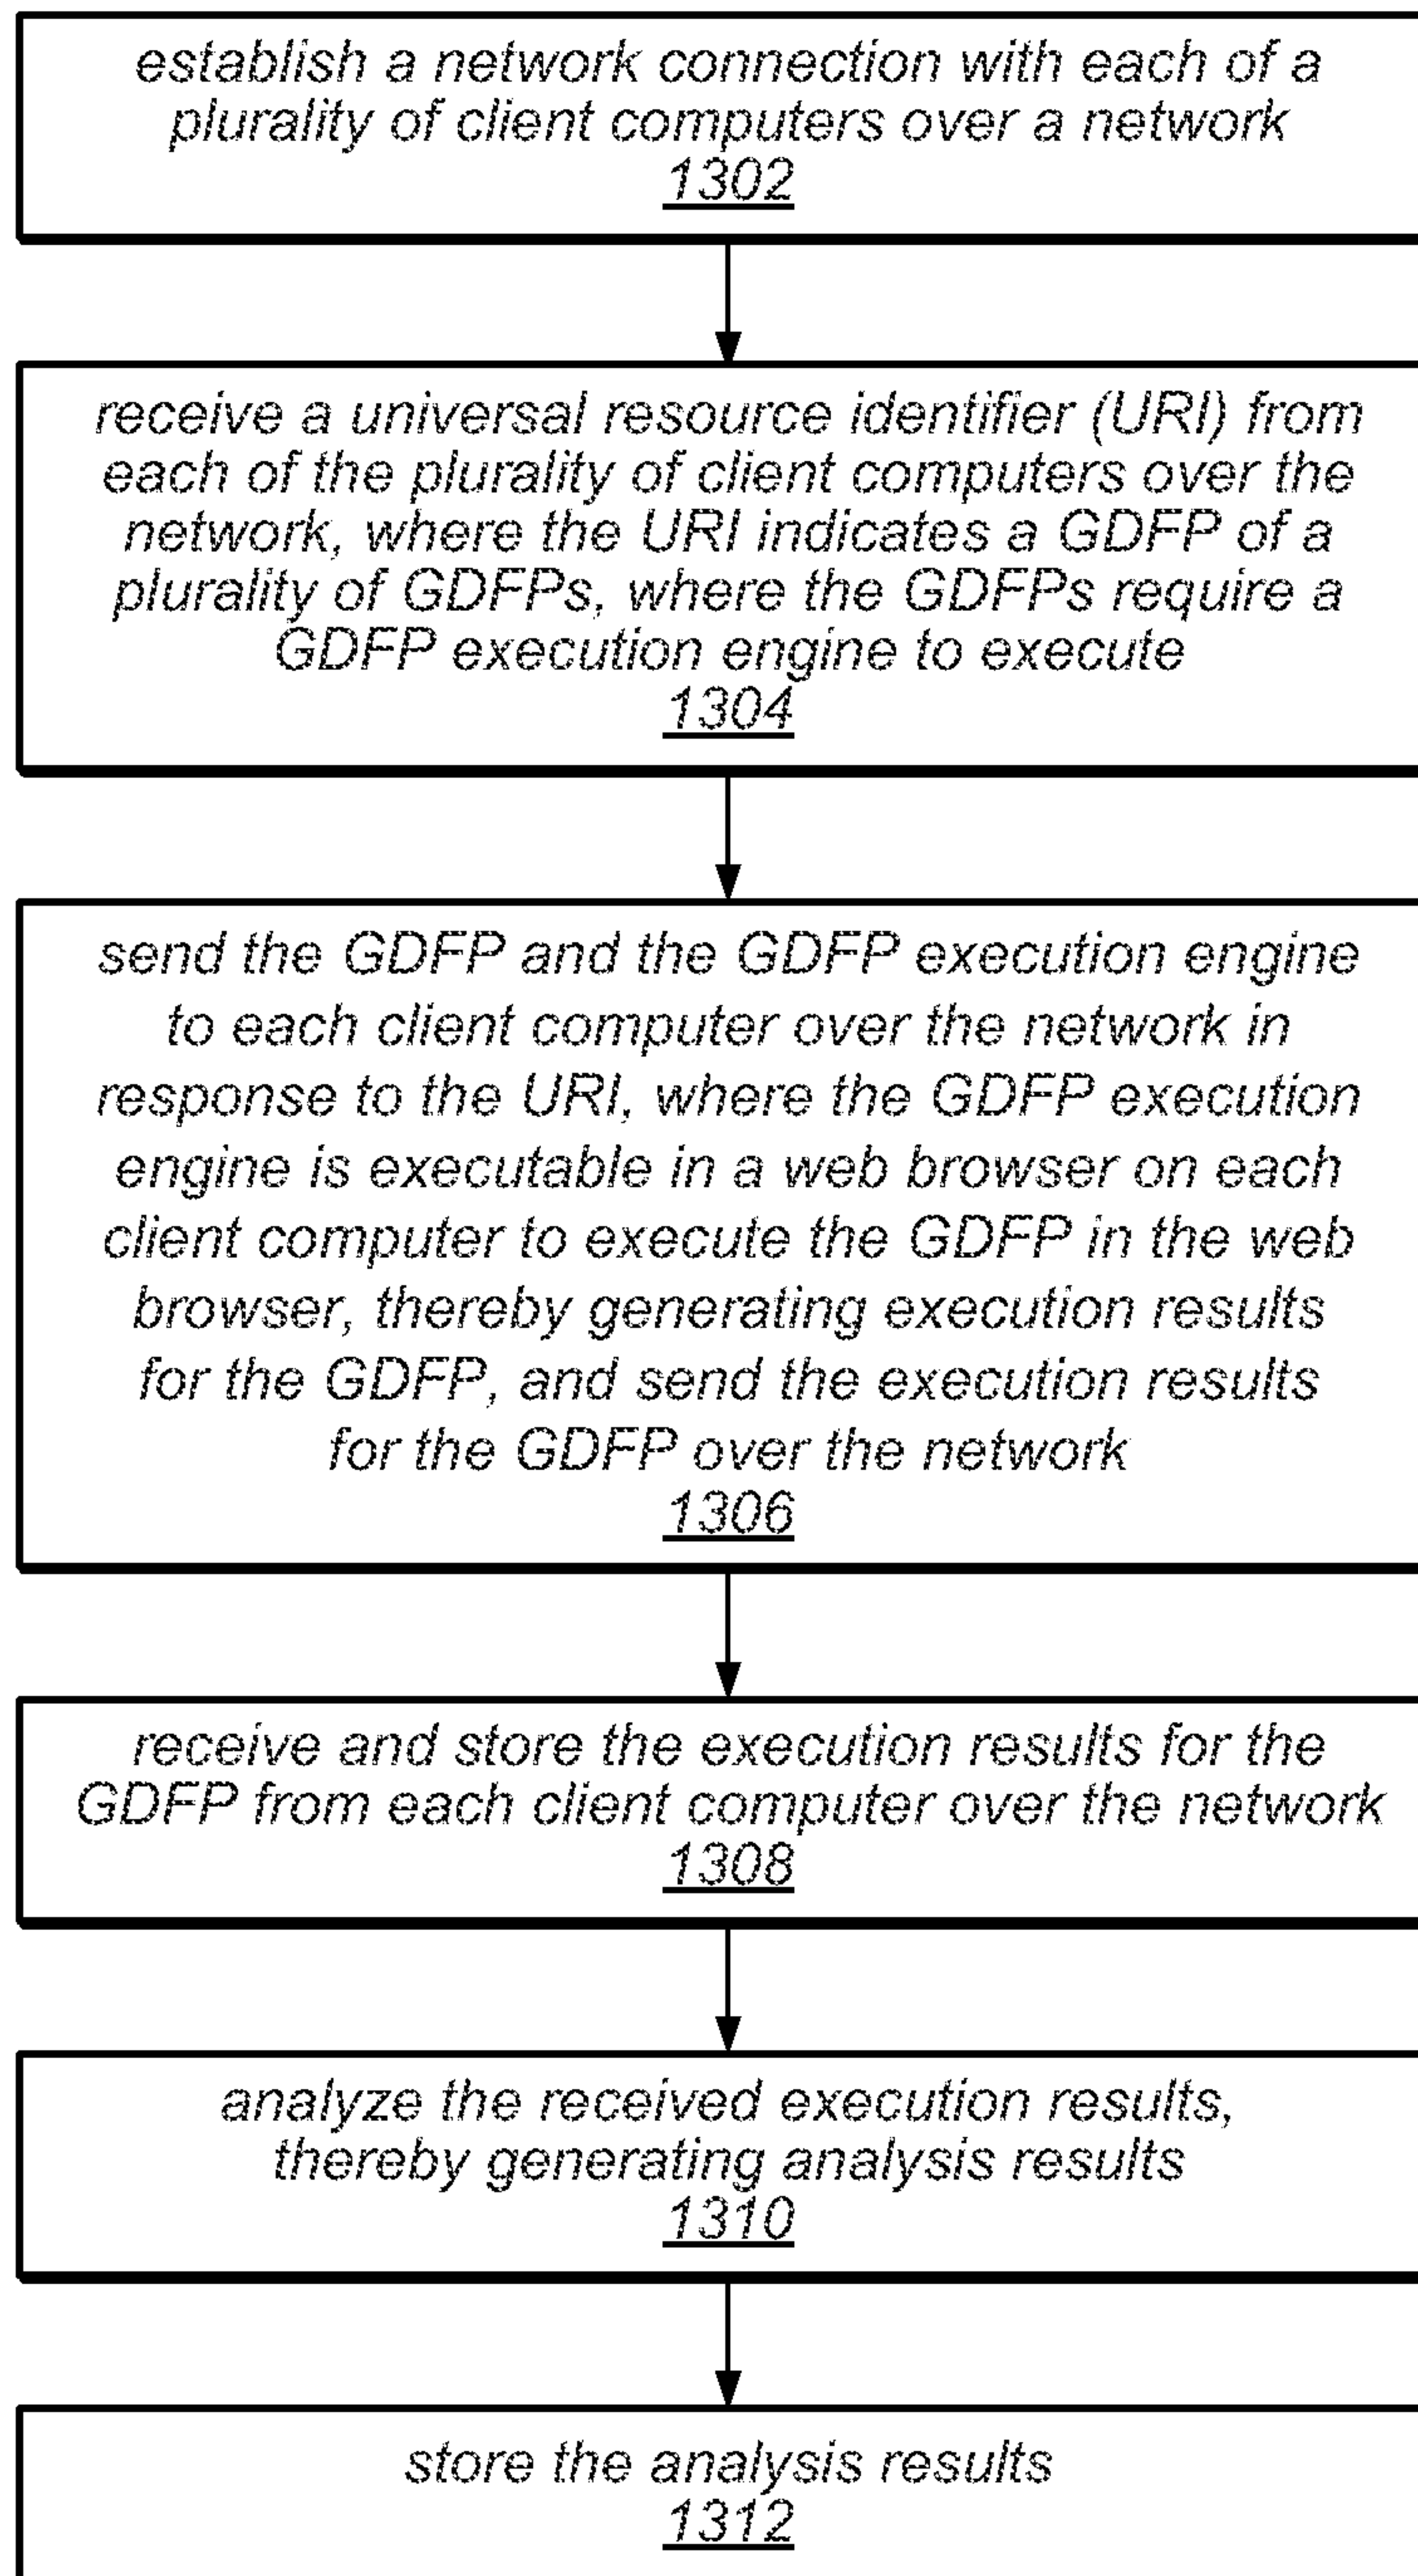 establish a network connection with each of a
plurality of client computers over a network
1302
receive a universal resource identifier (URI) from
each of the plurality of client computers over the
network, where the URI indicates a GDFP of a
plurality of GDFPs, where the GDFPs require a
GDFP execution engine to execute
1304
send the GDFP and the GDFP execution engine
to each client computer over the network in
response to the URI, where the GDFP execution
engine is executable in a web browser on each
client computer to execute the GDFP in the web
browser, thereby generating execution results
for the GDFP, and send the execution results
for the GDFP over the network
1306
receive and store the execution results for the
GDFP from each client computer over the network
1308
analyze the received execution results,
thereby generating analysis results
1310
store the analysis results
1312